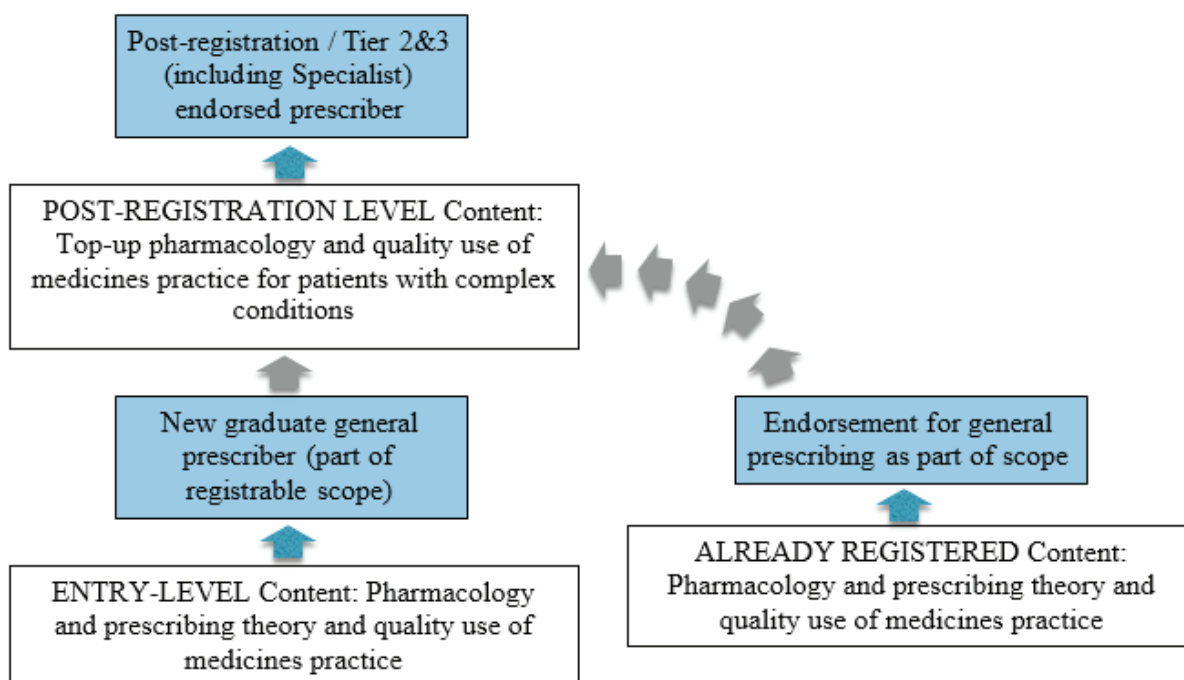 Post-registration / Tier 2&3
(including Specialist)
endorsed prescriber
POST-REGISTRATION LEVEL Content:
Top-up pharmacology and quality use of
medicines practice for patients with complex
conditions
New graduate general
prescriber (part of
registrable scope)
Endorsement for general
prescribing as part of scope
ENTRY-LEVEL Content: Pharmacology
and prescribing theory and quality use of
medicines practice
ALREADY REGISTERED Content:
Pharmacology and prescribing theory and
quality use of medicines practice